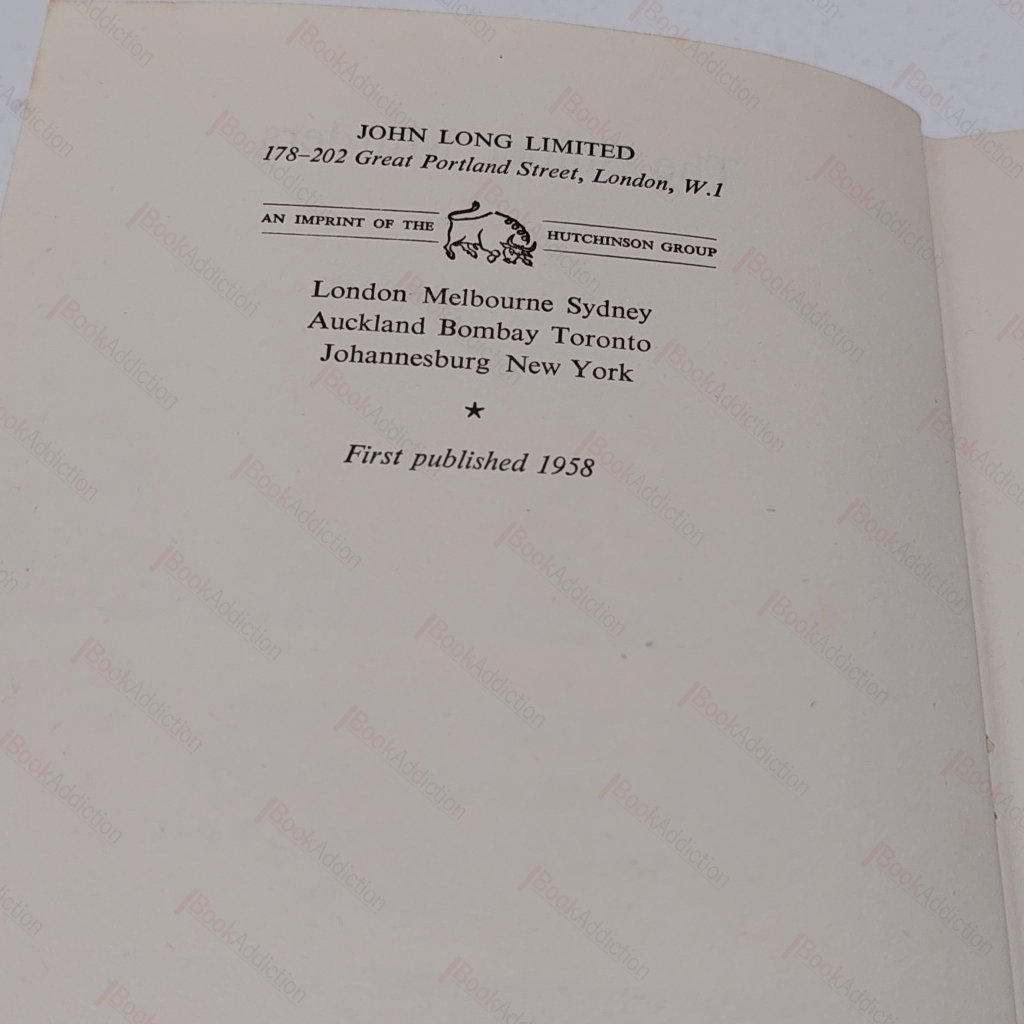 JOHN LONG LIMITED
178–202 Great Portland Street, London, W.1
AN IMPRINT OF THE HUTCHINSON GROUP
London Melbourne Sydney
Auckland Bombay Toronto
Johannesburg New York
★
First published 1958
BookAddiction